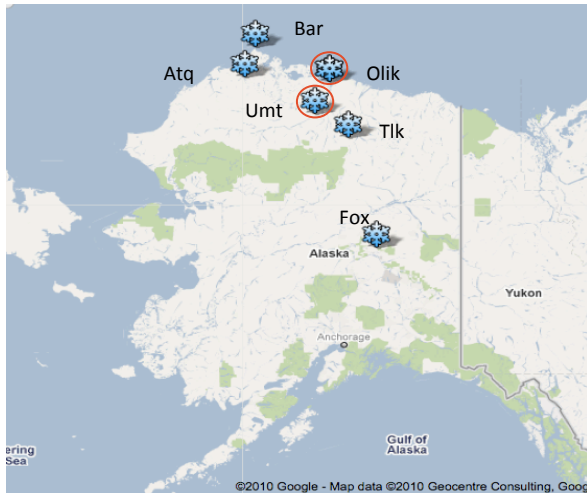 Bar
Atq
Olik
Umt
Tlk
Fox
Alaska
Yukon
Anchorage
Gulf of
Alaska
ering
Sea
©2010 Google - Map data ©2010 Geocentre Consulting, Goog